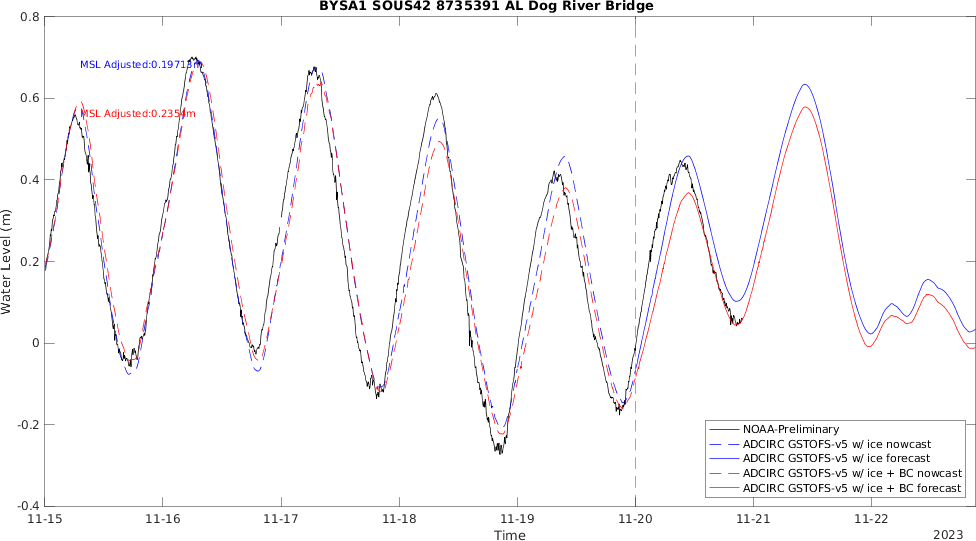 BYSA1 SOUS42 8735391 AL Dog River Bridge
0.8
MSL Adjusted:0.19713m
0.6
MSL Adjusted:0.2354m
0.4
0.2
0
-0.2
-0.4
Water Level (m)
NOAA-Preliminary
ADCIRC GSTOFS-v5 w/ ice nowcast
ADCIRC GSTOFS-v5 w/ ice forecast
ADCIRC GSTOFS-v5 w/ ice + BC nowcast
ADCIRC GSTOFS-v5 w/ ice + BC forecast
11-15 11-16 11-17 11-18 11-19 11-20 11-21 11-22
Time
2023